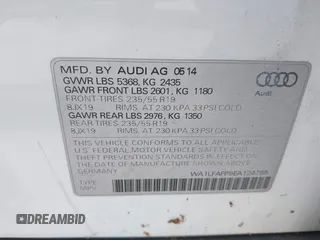 MFD. BY AUDI AG 05 14
GVWR LBS 5368, KG 2435
GAWR FRONT LBS 2601, KG 1180
FRONT TIRES 235/55 R19
8JX19 RIMS, AT 230 KPA 33 PSI COLD
GAWR REAR LBS 2976, KG 1350
REAR TIRES 235/55 R19
8JX19 RIMS, AT 230 KPA 33 PSI COLD
THIS VEHICLE CONFORMS TO ALL APPLICABLE
U.S. FEDERAL MOTOR VEHICLE SAFETY
AND THEFT PREVENTION STANDARDS IN EFFECT ON
THE DATE OF MANUFACTURE SHOWN ABOVE
GERMANY
TYPE:
MPV
Audi
©DREAMBID